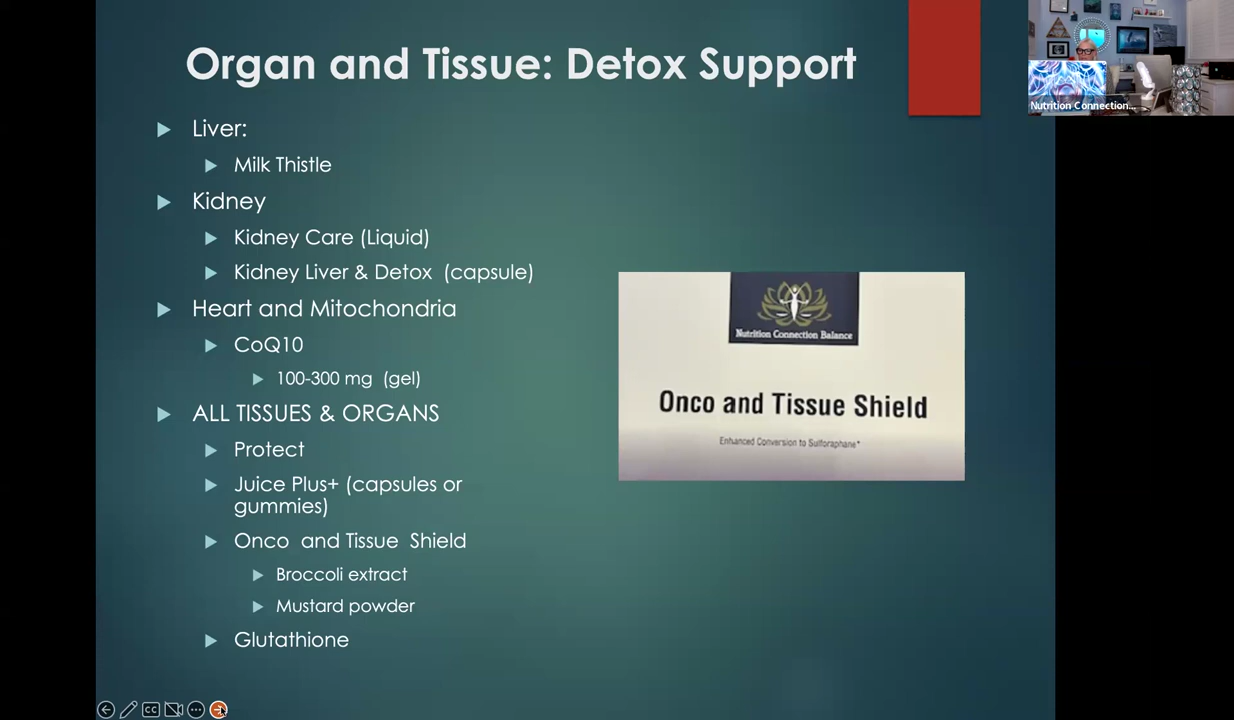 Organ and Tissue: Detox Support
Liver:
Milk Thistle
Kidney
Kidney Care (Liquid)
Kidney Liver & Detox (capsule)
Heart and Mitochondria
CoQ10
100-300 mg (gel)
ALL TISSUES & ORGANS
Protect
Juice Plus+ (capsules or
gummies)
Onco and Tissue Shield
Broccoli extract
Mustard powder
Glutathione
Nutrition Connection Balance
Onco and Tissue Shield
Enhanced Conversion to Sulforaphane*
Nutrition Connection...
CC